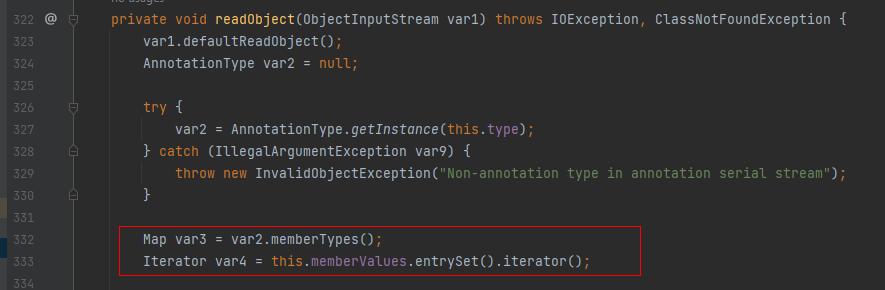 no usages
322 @ private void readObject(ObjectInputStream var1) throws IOException, ClassNotFoundException {
323 var1.defaultReadObject();
324 AnnotationType var2 = null;
325
326 try {
327 var2 = AnnotationType.getInstance(this.type);
328 } catch (IllegalArgumentException var9) {
329 throw new InvalidObjectException("Non-annotation type in annotation serial stream");
330 }
331
332 Map var3 = var2.memberTypes();
333 Iterator var4 = this.memberValues.entrySet().iterator();
334